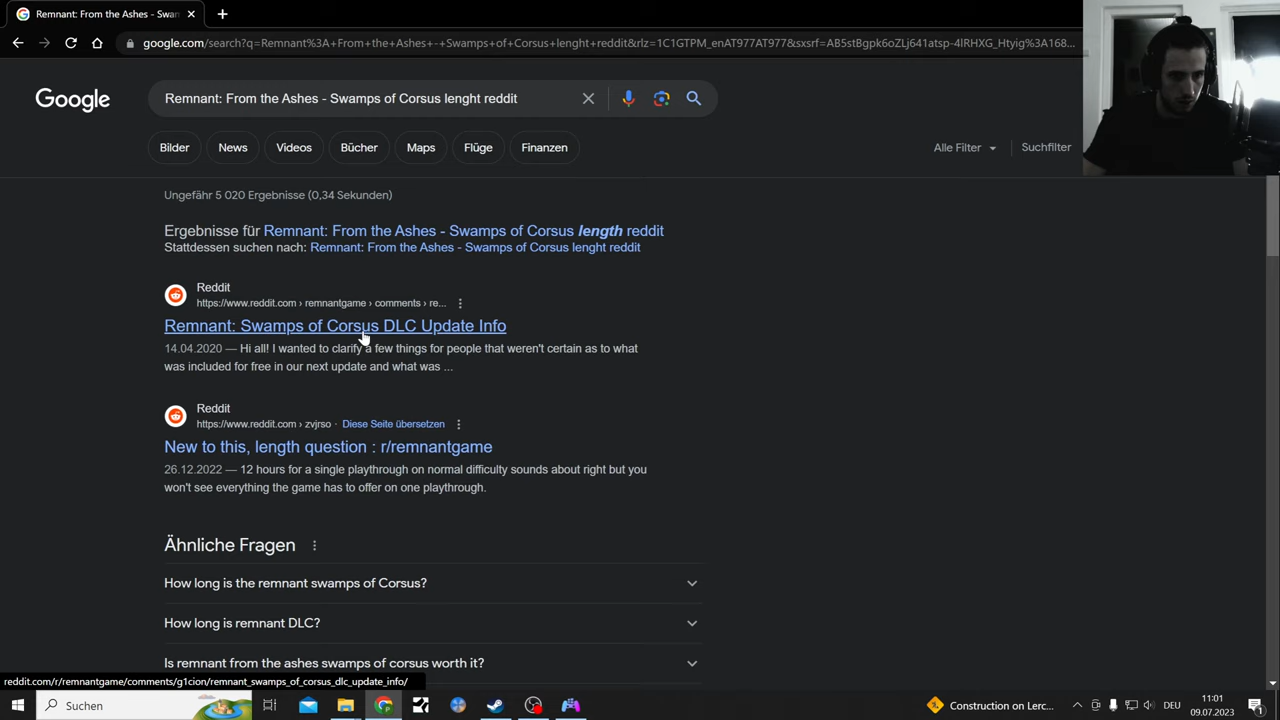 Remnant: From the Ashes - Swan
google.com/search?q=Remnant%3A+From+the+Ashes+-+Swamps+of+Corsus+lenght+reddit&rlz=1C1GTPM_enAT977AT977&sxsrf=AB5stBgpk6oZLj641atsp-4lRHXG_Htyig%3A168...
Google
Remnant: From the Ashes - Swamps of Corsus lenght reddit
Bilder
News
Videos
Bücher
Maps
Flüge
Finanzen
Alle Filter
Suchfilter
Ungefähr 5 020 Ergebnisse (0,34 Sekunden)
Ergebnisse für Remnant: From the Ashes - Swamps of Corsus length reddit
Stattdessen suchen nach: Remnant: From the Ashes - Swamps of Corsus lenght reddit
Reddit
https://www.reddit.com › remnantgame › comments › re...
Remnant: Swamps of Corsus DLC Update Info
14.04.2020 — Hi all! I wanted to clarify a few things for people that weren't certain as to what
was included for free in our next update and what was ...
Reddit
https://www.reddit.com › zvjrso · Diese Seite übersetzen
New to this, length question : r/remnantgame
26.12.2022 — 12 hours for a single playthrough on normal difficulty sounds about right but you
won't see everything the game has to offer on one playthrough.
Ähnliche Fragen
How long is the remnant swamps of Corsus?
How long is remnant DLC?
Is remnant from the ashes swamps of corsus worth it?
reddit.com/r/remnantgame/comments/g1cion/remnant_swamps_of_corsus_dlc_update_info/
Suchen
Construction on Lerc...
DEU
11:01
09.07.2023
1